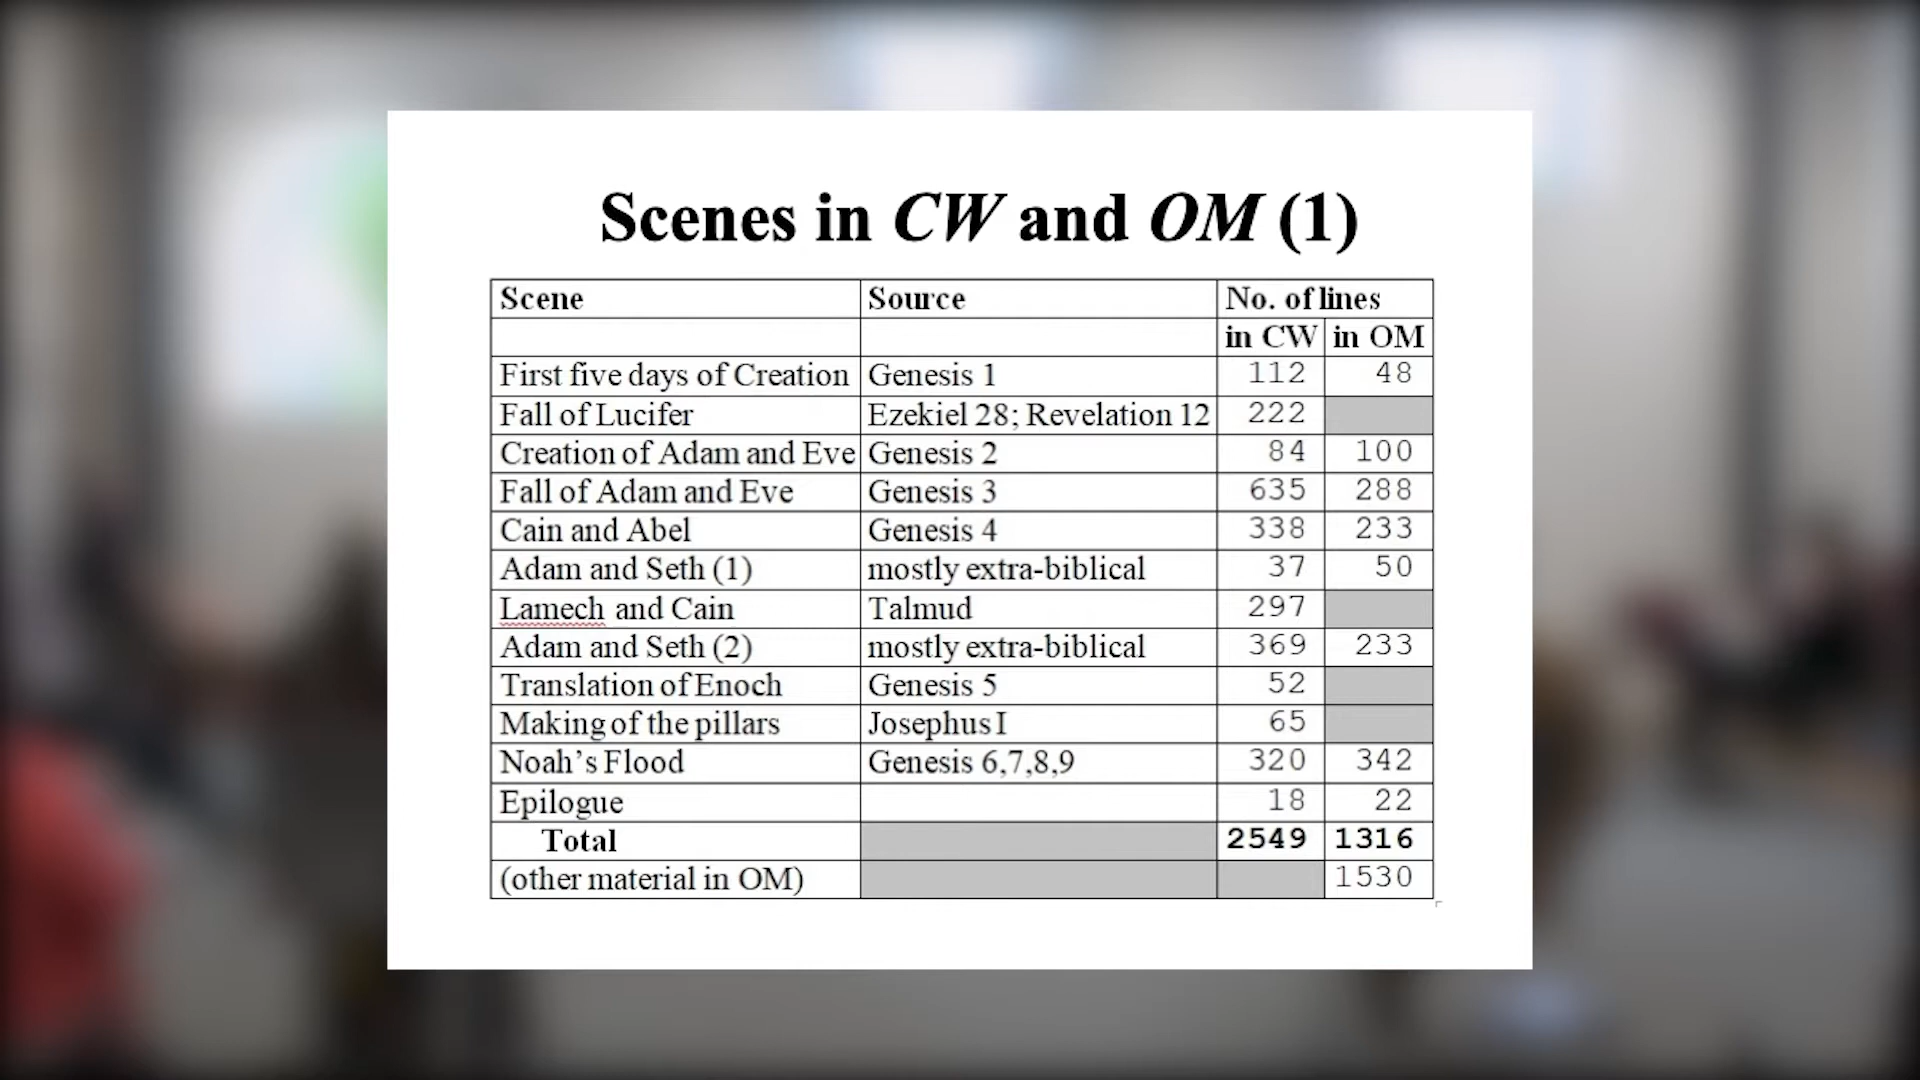 Scenes in CW and OM (1)
Scene Source No. of lines
in CW in OM
First five days of Creation Genesis 1 112 48
Fall of Lucifer Ezekiel 28; Revelation 12 222
Creation of Adam and Eve Genesis 2 84 100
Fall of Adam and Eve Genesis 3 635 288
Cain and Abel Genesis 4 338 233
Adam and Seth (1) mostly extra-biblical 37 50
Lamech and Cain Talmud 297
Adam and Seth (2) mostly extra-biblical 369 233
Translation of Enoch Genesis 5 52
Making of the pillars Josephus I 65
Noah’s Flood Genesis 6,7,8,9 320 342
Epilogue 18 22
Total 2549 1316
(other material in OM) 1530